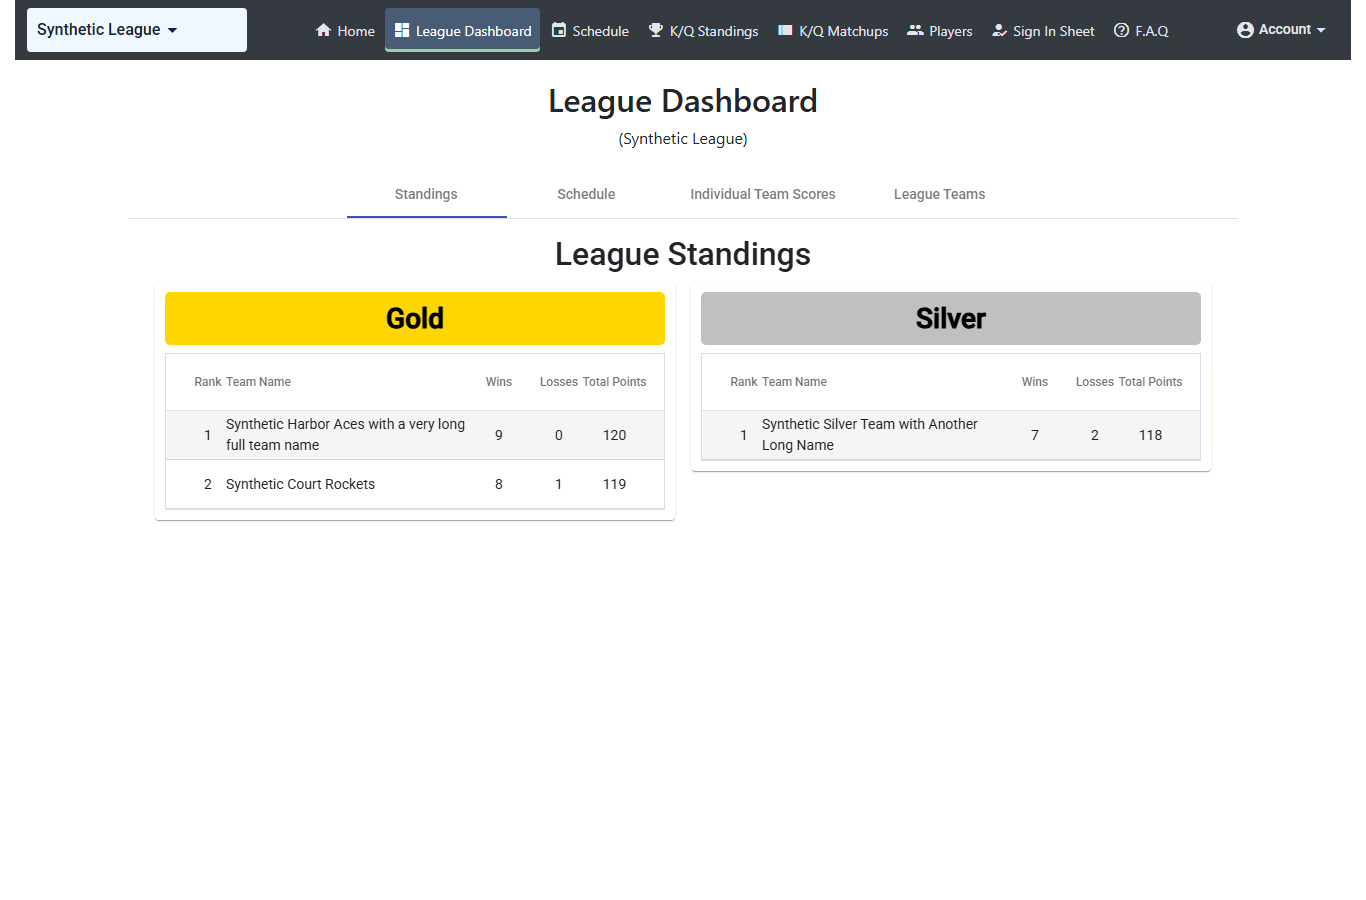 Synthetic League
Home
League Dashboard
Schedule
K/Q Standings
K/Q Matchups
Players
Sign In Sheet
F.A.Q
Account
League Dashboard
(Synthetic League)
Standings
Schedule
Individual Team Scores
League Teams
League Standings
Gold
Rank Team Name Wins Losses Total Points
1 Synthetic Harbor Aces with a very long
full team name 9 0 120
2 Synthetic Court Rockets 8 1 119
Silver
Rank Team Name Wins Losses Total Points
1 Synthetic Silver Team with Another
Long Name 7 2 118